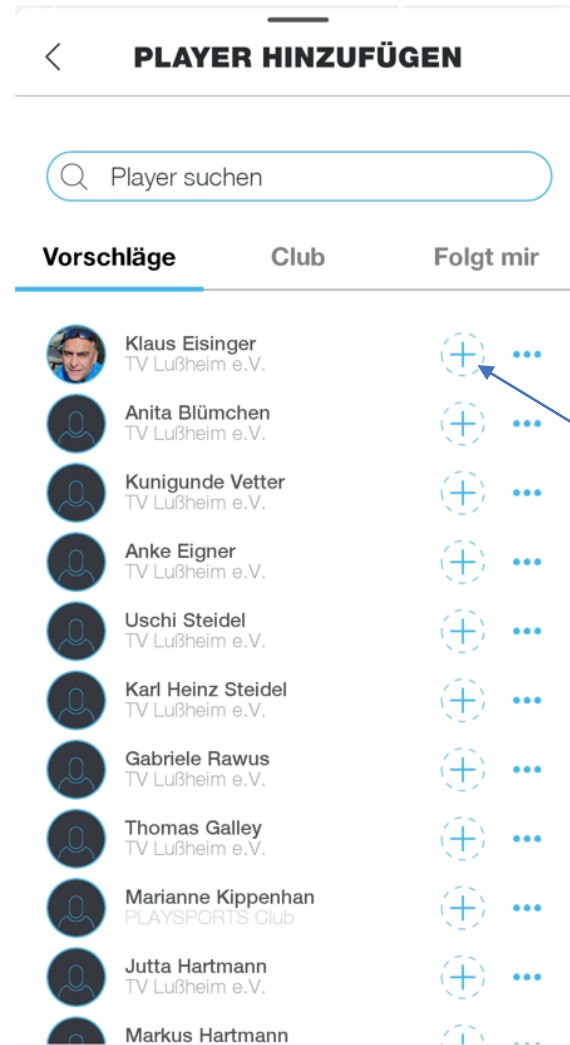 PLAYER HINZUFÜGEN
Player suchen
Vorschläge Club Folgt mir
Klaus Eisinger
TV Lußheim e.V.
Anita Blümchen
TV Lußheim e.V.
Kunigunde Vetter
TV Lußheim e.V.
Anke Eigner
TV Lußheim e.V.
Uschi Steidel
TV Lußheim e.V.
Karl Heinz Steidel
TV Lußheim e.V.
Gabriele Rawus
TV Lußheim e.V.
Thomas Galley
TV Lußheim e.V.
Marianne Kippenhan
PLAYSPORTS Club
Jutta Hartmann
TV Lußheim e.V.
Markus Hartmann